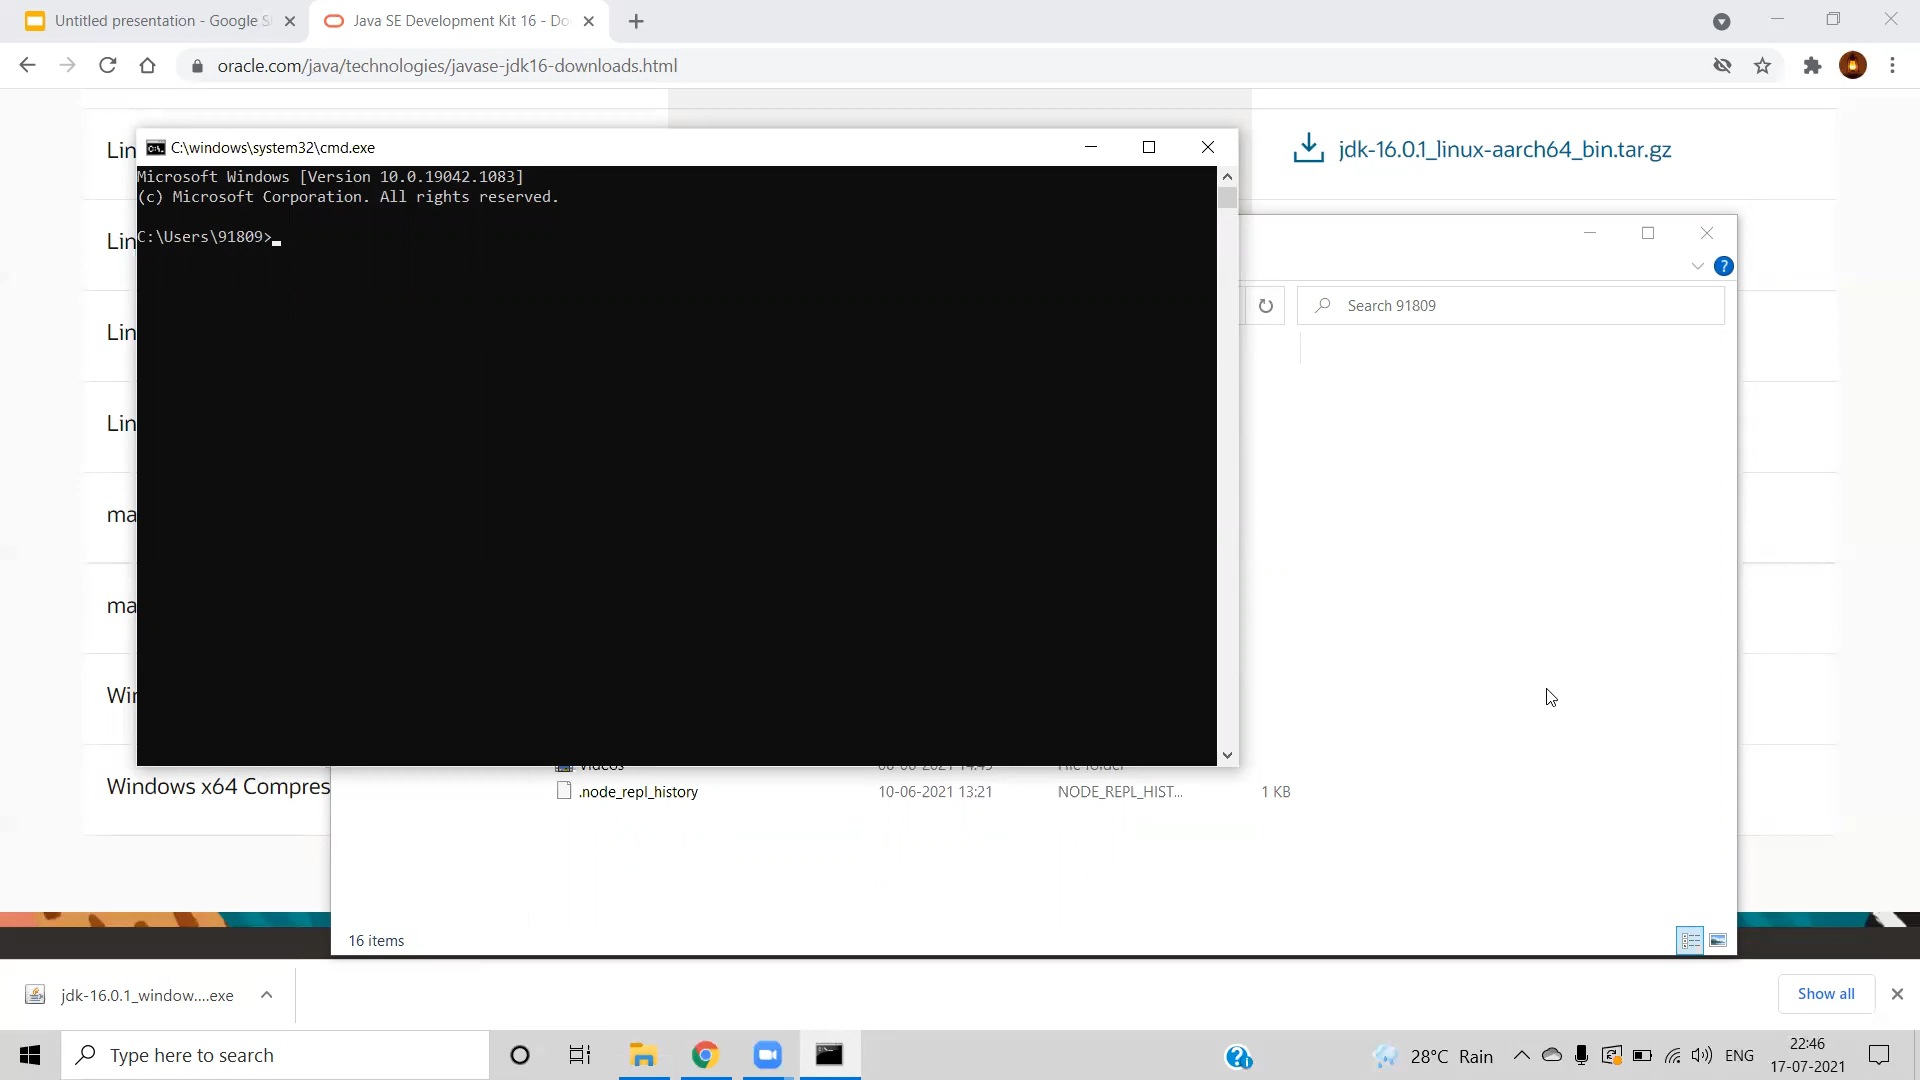 Untitled presentation - Google S
Java SE Development Kit 16 - Do
oracle.com/java/technologies/javase-jdk16-downloads.html
Lin
C:\windows\system32\cmd.exe
jdk-16.0.1_linux-aarch64_bin.tar.gz
Microsoft Windows [Version 10.0.19042.1083]
(c) Microsoft Corporation. All rights reserved.
Lin
C:\Users\91809>
Search 91809
Lin
Lin
ma
ma
Win
Videos
File folder
Windows x64 Compres
.node_repl_history
10-06-2021 13:21
NODE_REPL_HIST...
1 KB
16 items
jdk-16.0.1_window....exe
Show all
Type here to search
28°C Rain
ENG
22:46
17-07-2021